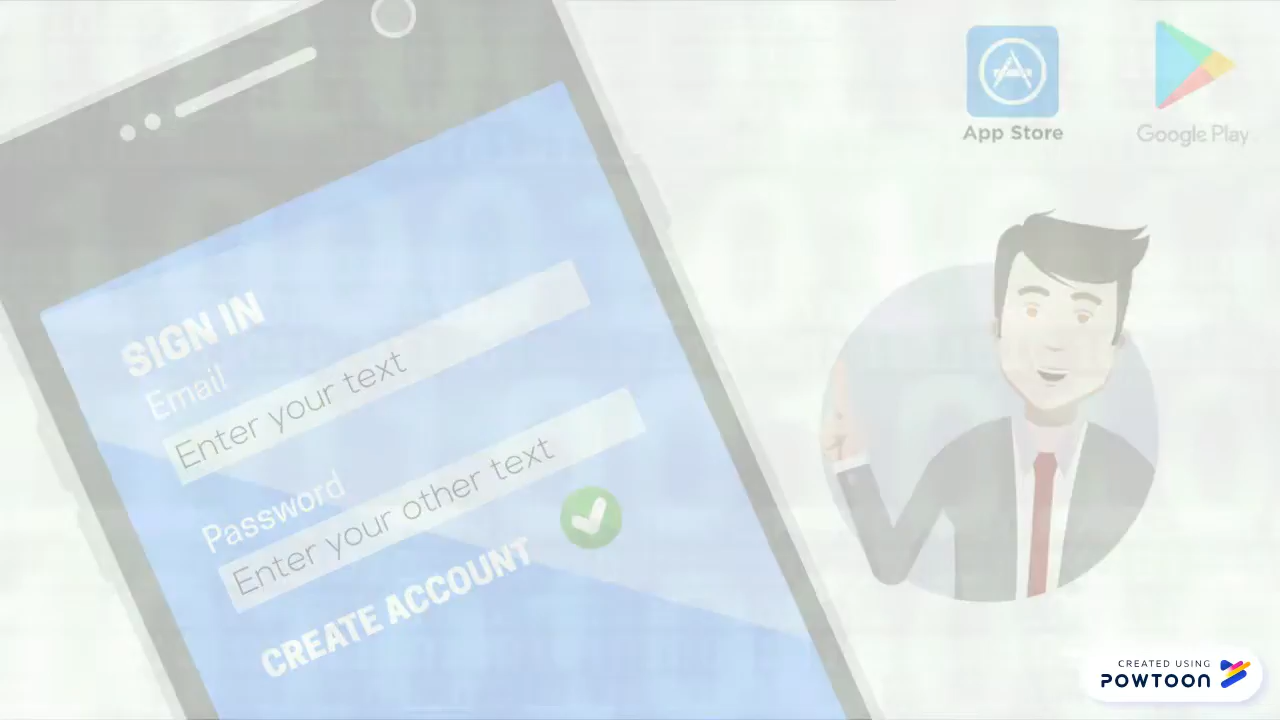 App Store
Google Play
SIGN IN
Email
Enter your text
Password
Enter your other text
CREATE ACCOUNT
CREATED USING
POWTOON